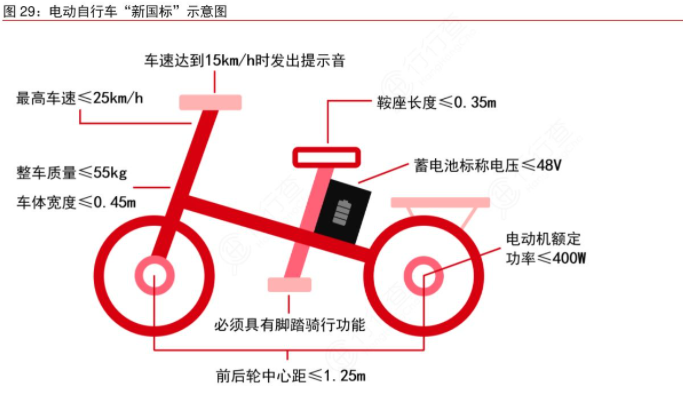 图 29：电动自行车“新国标”示意图
车速达到15km/h时发出提示音
最高车速≤25km/h
鞍座长度≤0.35m
整车质量≤55kg
车体宽度≤0.45m
蓄电池标称电压≤48V
电动机额定
功率≤400W
必须具有脚踏骑行功能
前后轮中心距≤1.25m